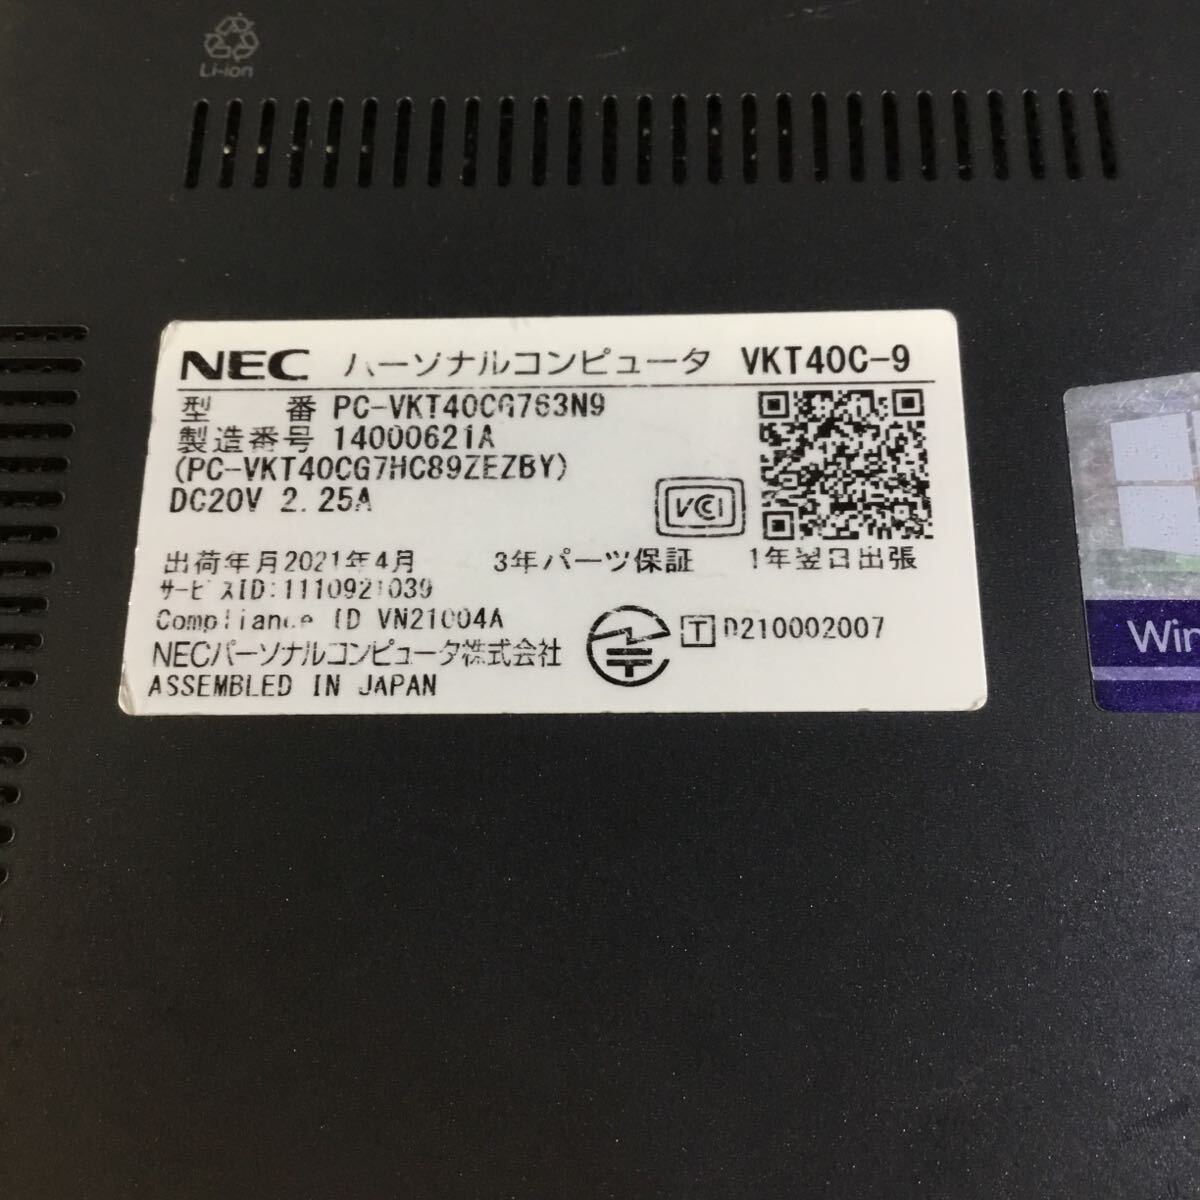 Li-ion
NEC パーソナルコンピュータ VKT40C-9
型 番 PC-VKT40CG763N9
製造番号 14000621A
(PC-VKT40CG7HC89ZEZBY)
DC20V 2.25A
VCCI
出荷年月2021年4月 3年パーツ保証 1年翌日出張
サービスID:1110921039
Compliance ID VN21004A
T D210002007
NECパーソナルコンピュータ株式会社
ASSEMBLED IN JAPAN
Win